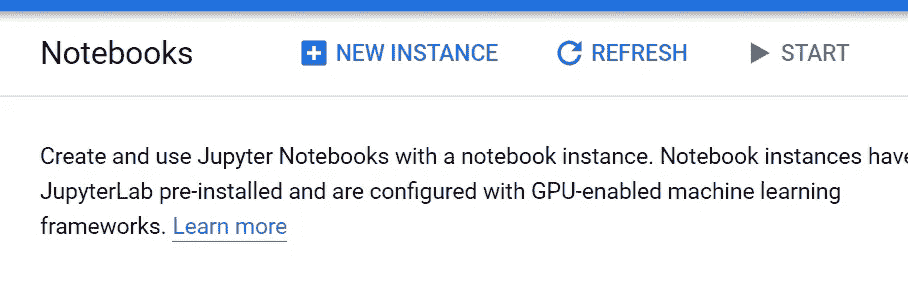 Notebooks NEW INSTANCE REFRESH START
Create and use Jupyter Notebooks with a notebook instance. Notebook instances have
JupyterLab pre-installed and are configured with GPU-enabled machine learning
frameworks. Learn more